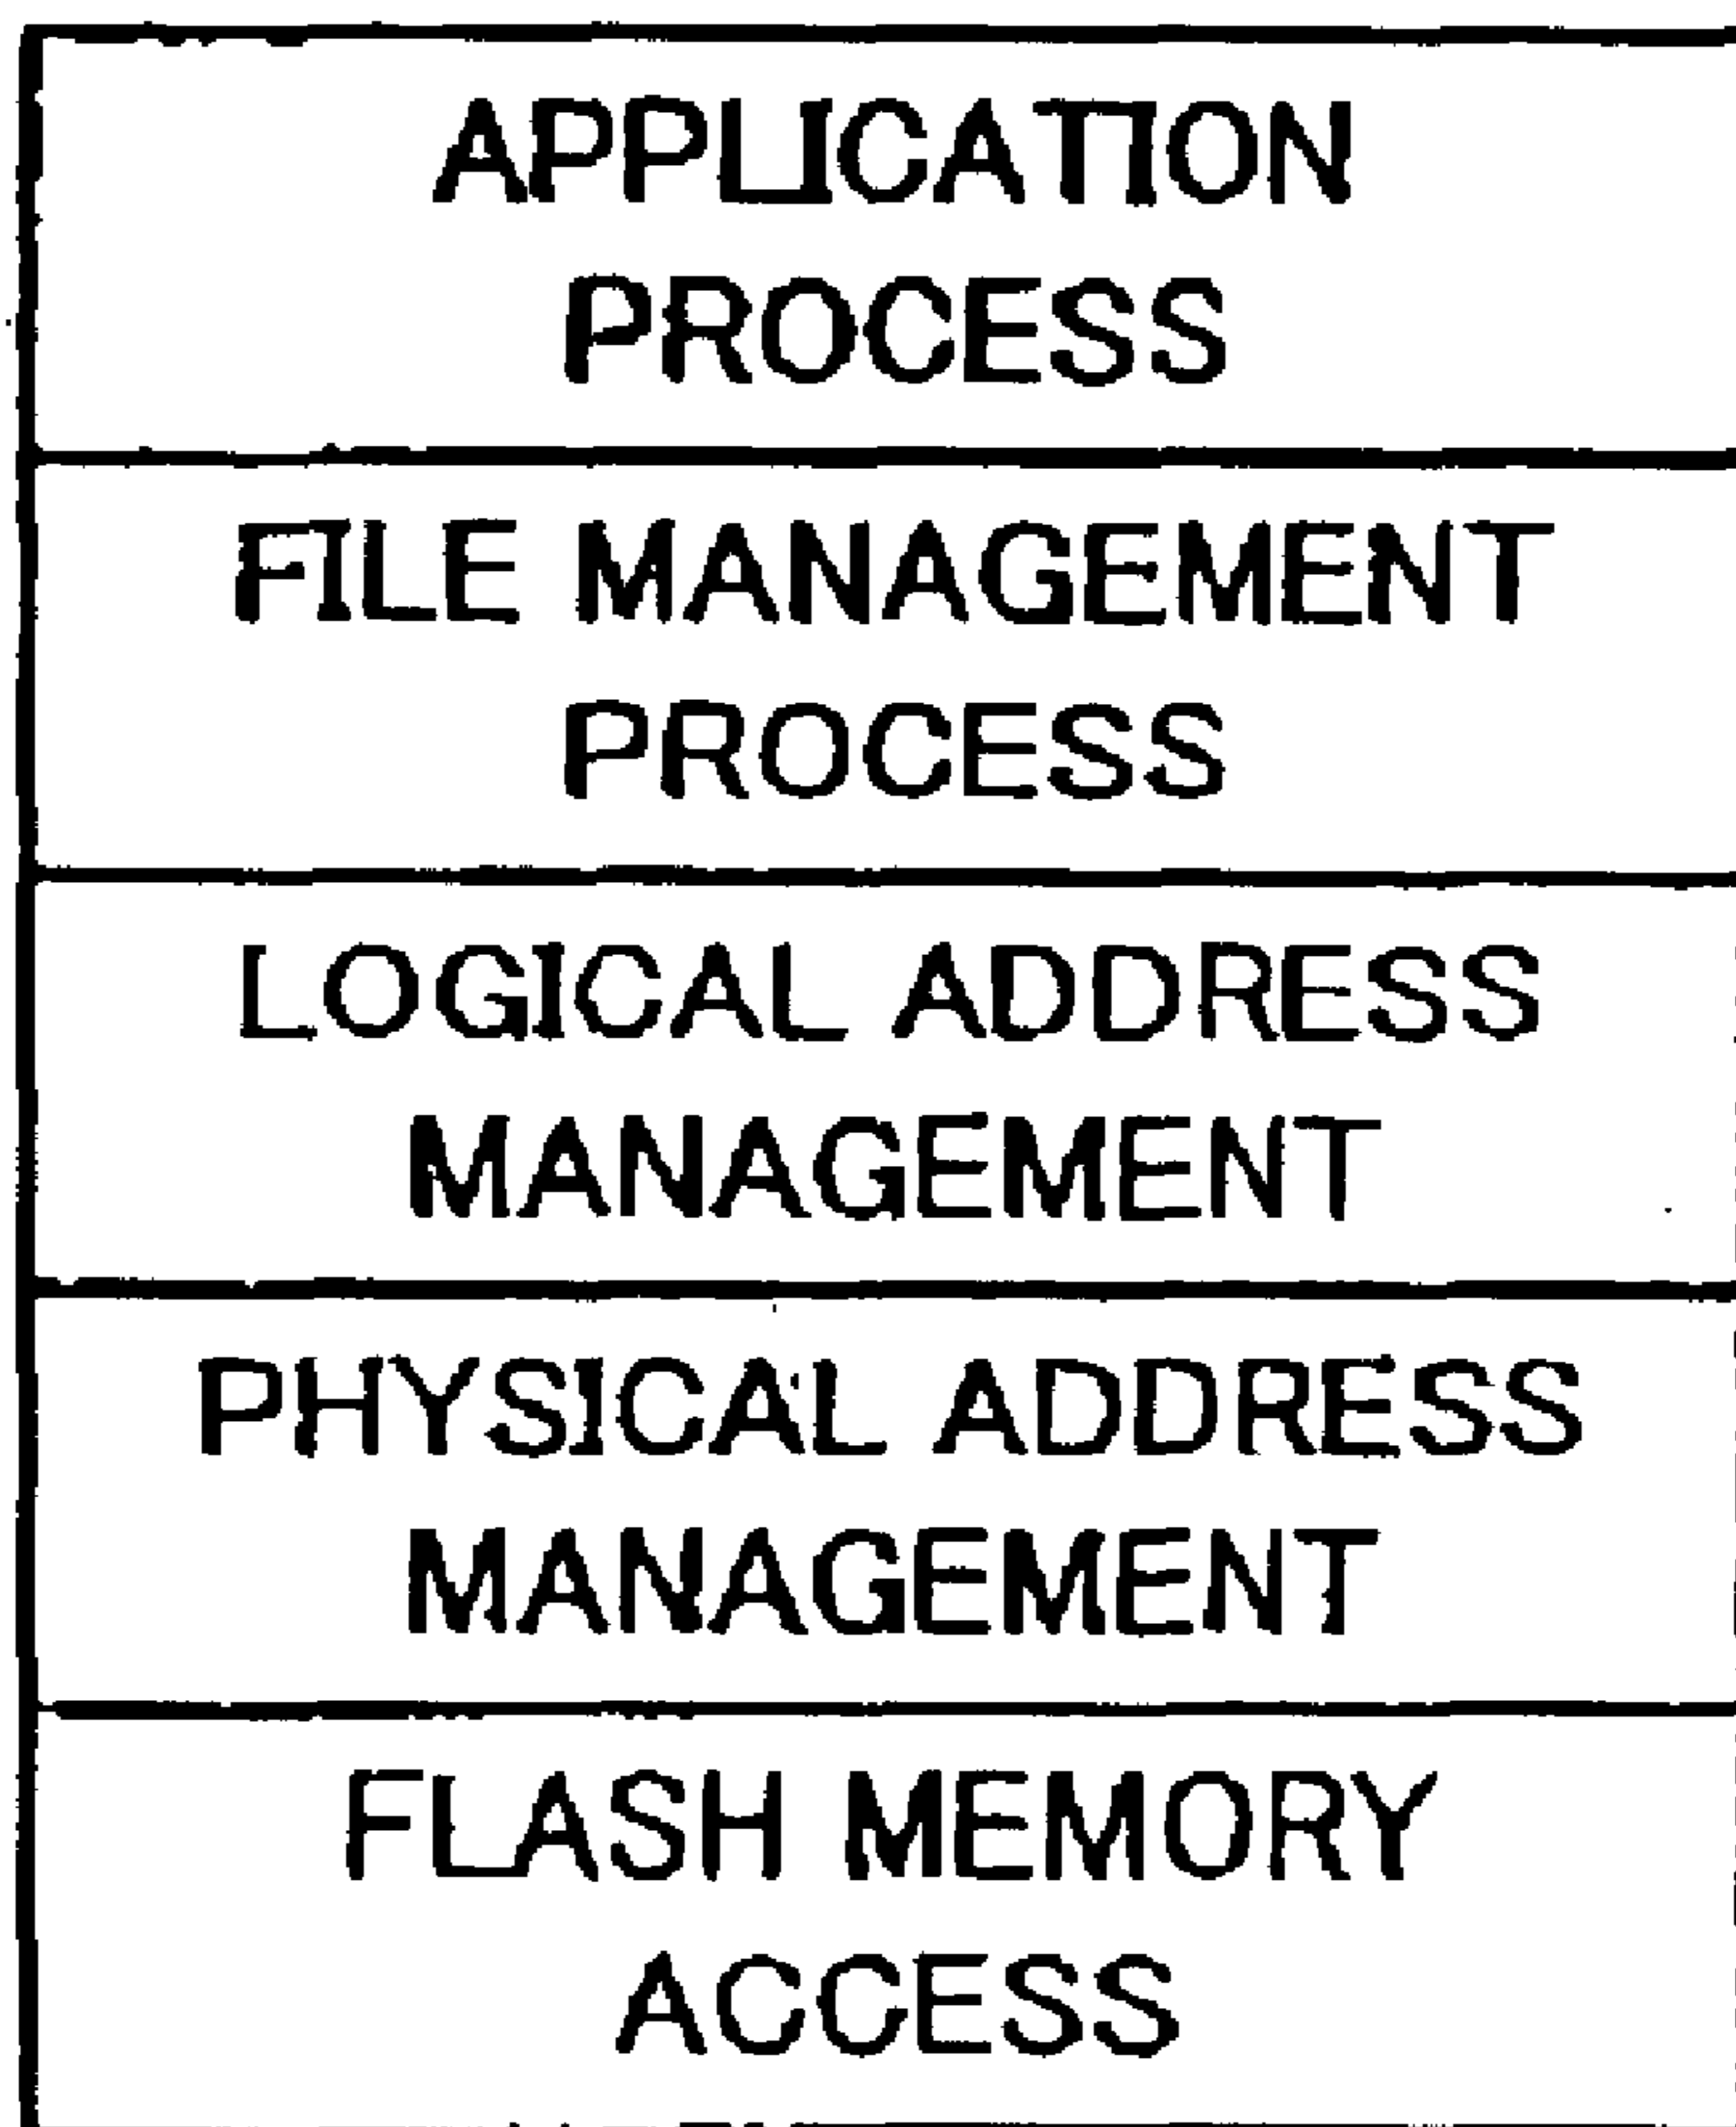 APPLICATION
PROCESS
FILE MANAGEMENT
PROCESS
LOGICAL ADDRESS
MANAGEMENT
PHYSICAL ADDRESS
MANAGEMENT
FLASH MEMORY
ACCESS